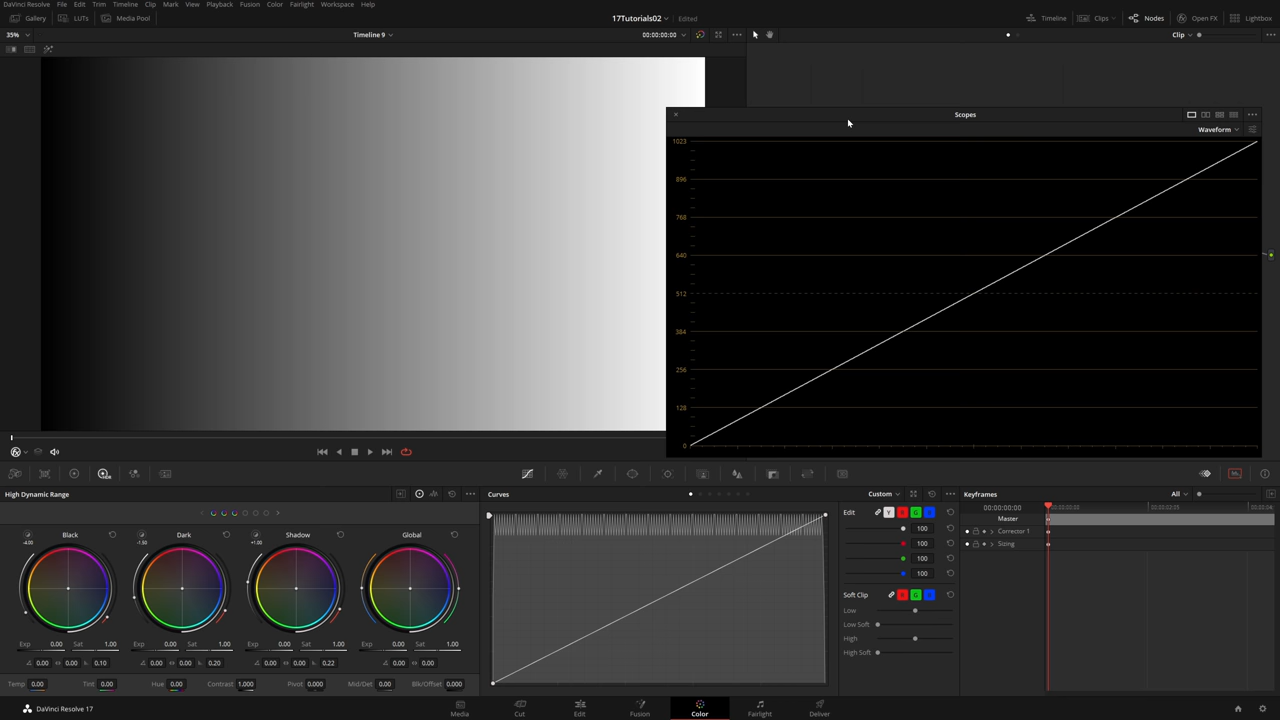 DaVinci Resolve File Edit Trim Timeline Clip Mark View Playback Fusion Color Fairlight Workspace Help
Gallery LUTs Media Pool 17Tutorials02 Edited Timeline Clips Nodes Open FX Lightbox
35% Timeline 9 00:00:00:00 Clip
Scopes
Waveform
1023
896
768
640
512
384
256
128
0
High Dynamic Range Curves Custom Keyframes All
Edit Y R G B 00:00:00:00
Master
100
Black Dark Shadow Global
-4.00 -1.50 +1.00
100
100
100
Corrector 1
Sizing
Soft Clip R G B
Low
Low Soft
High
High Soft
Exp 0.00 Sat 1.00 Exp 0.00 Sat 1.00 Exp 0.00 Sat 1.00 Exp 0.00 Sat 1.00
0.00 0.00 0.10 0.00 0.00 0.20 0.00 0.00 0.22 0.00 0.00
Temp 0.00 Tint 0.00 Hue 0.00 Contrast 1.000 Pivot 0.000 Mid/Det 0.00 Blk/Offset 0.000
DaVinci Resolve 17 Media Cut Edit Fusion Color Fairlight Deliver